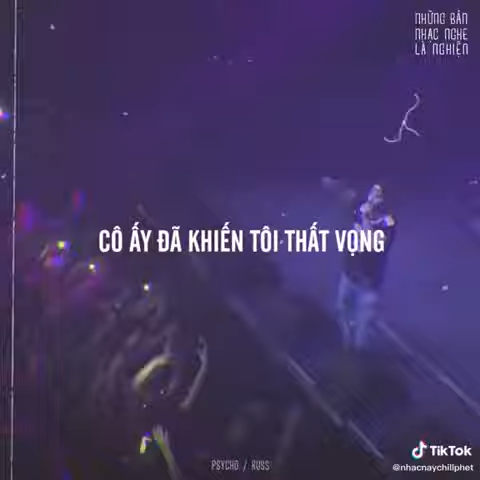 NHỮNG BẢN
NHẠC NGHE
LÀ NGHIỆN
CÔ ẤY ĐÃ KHIẾN TÔI THẤT VỌNG
PSYCHO / RUSS
TikTok
@nhacnaychillphet